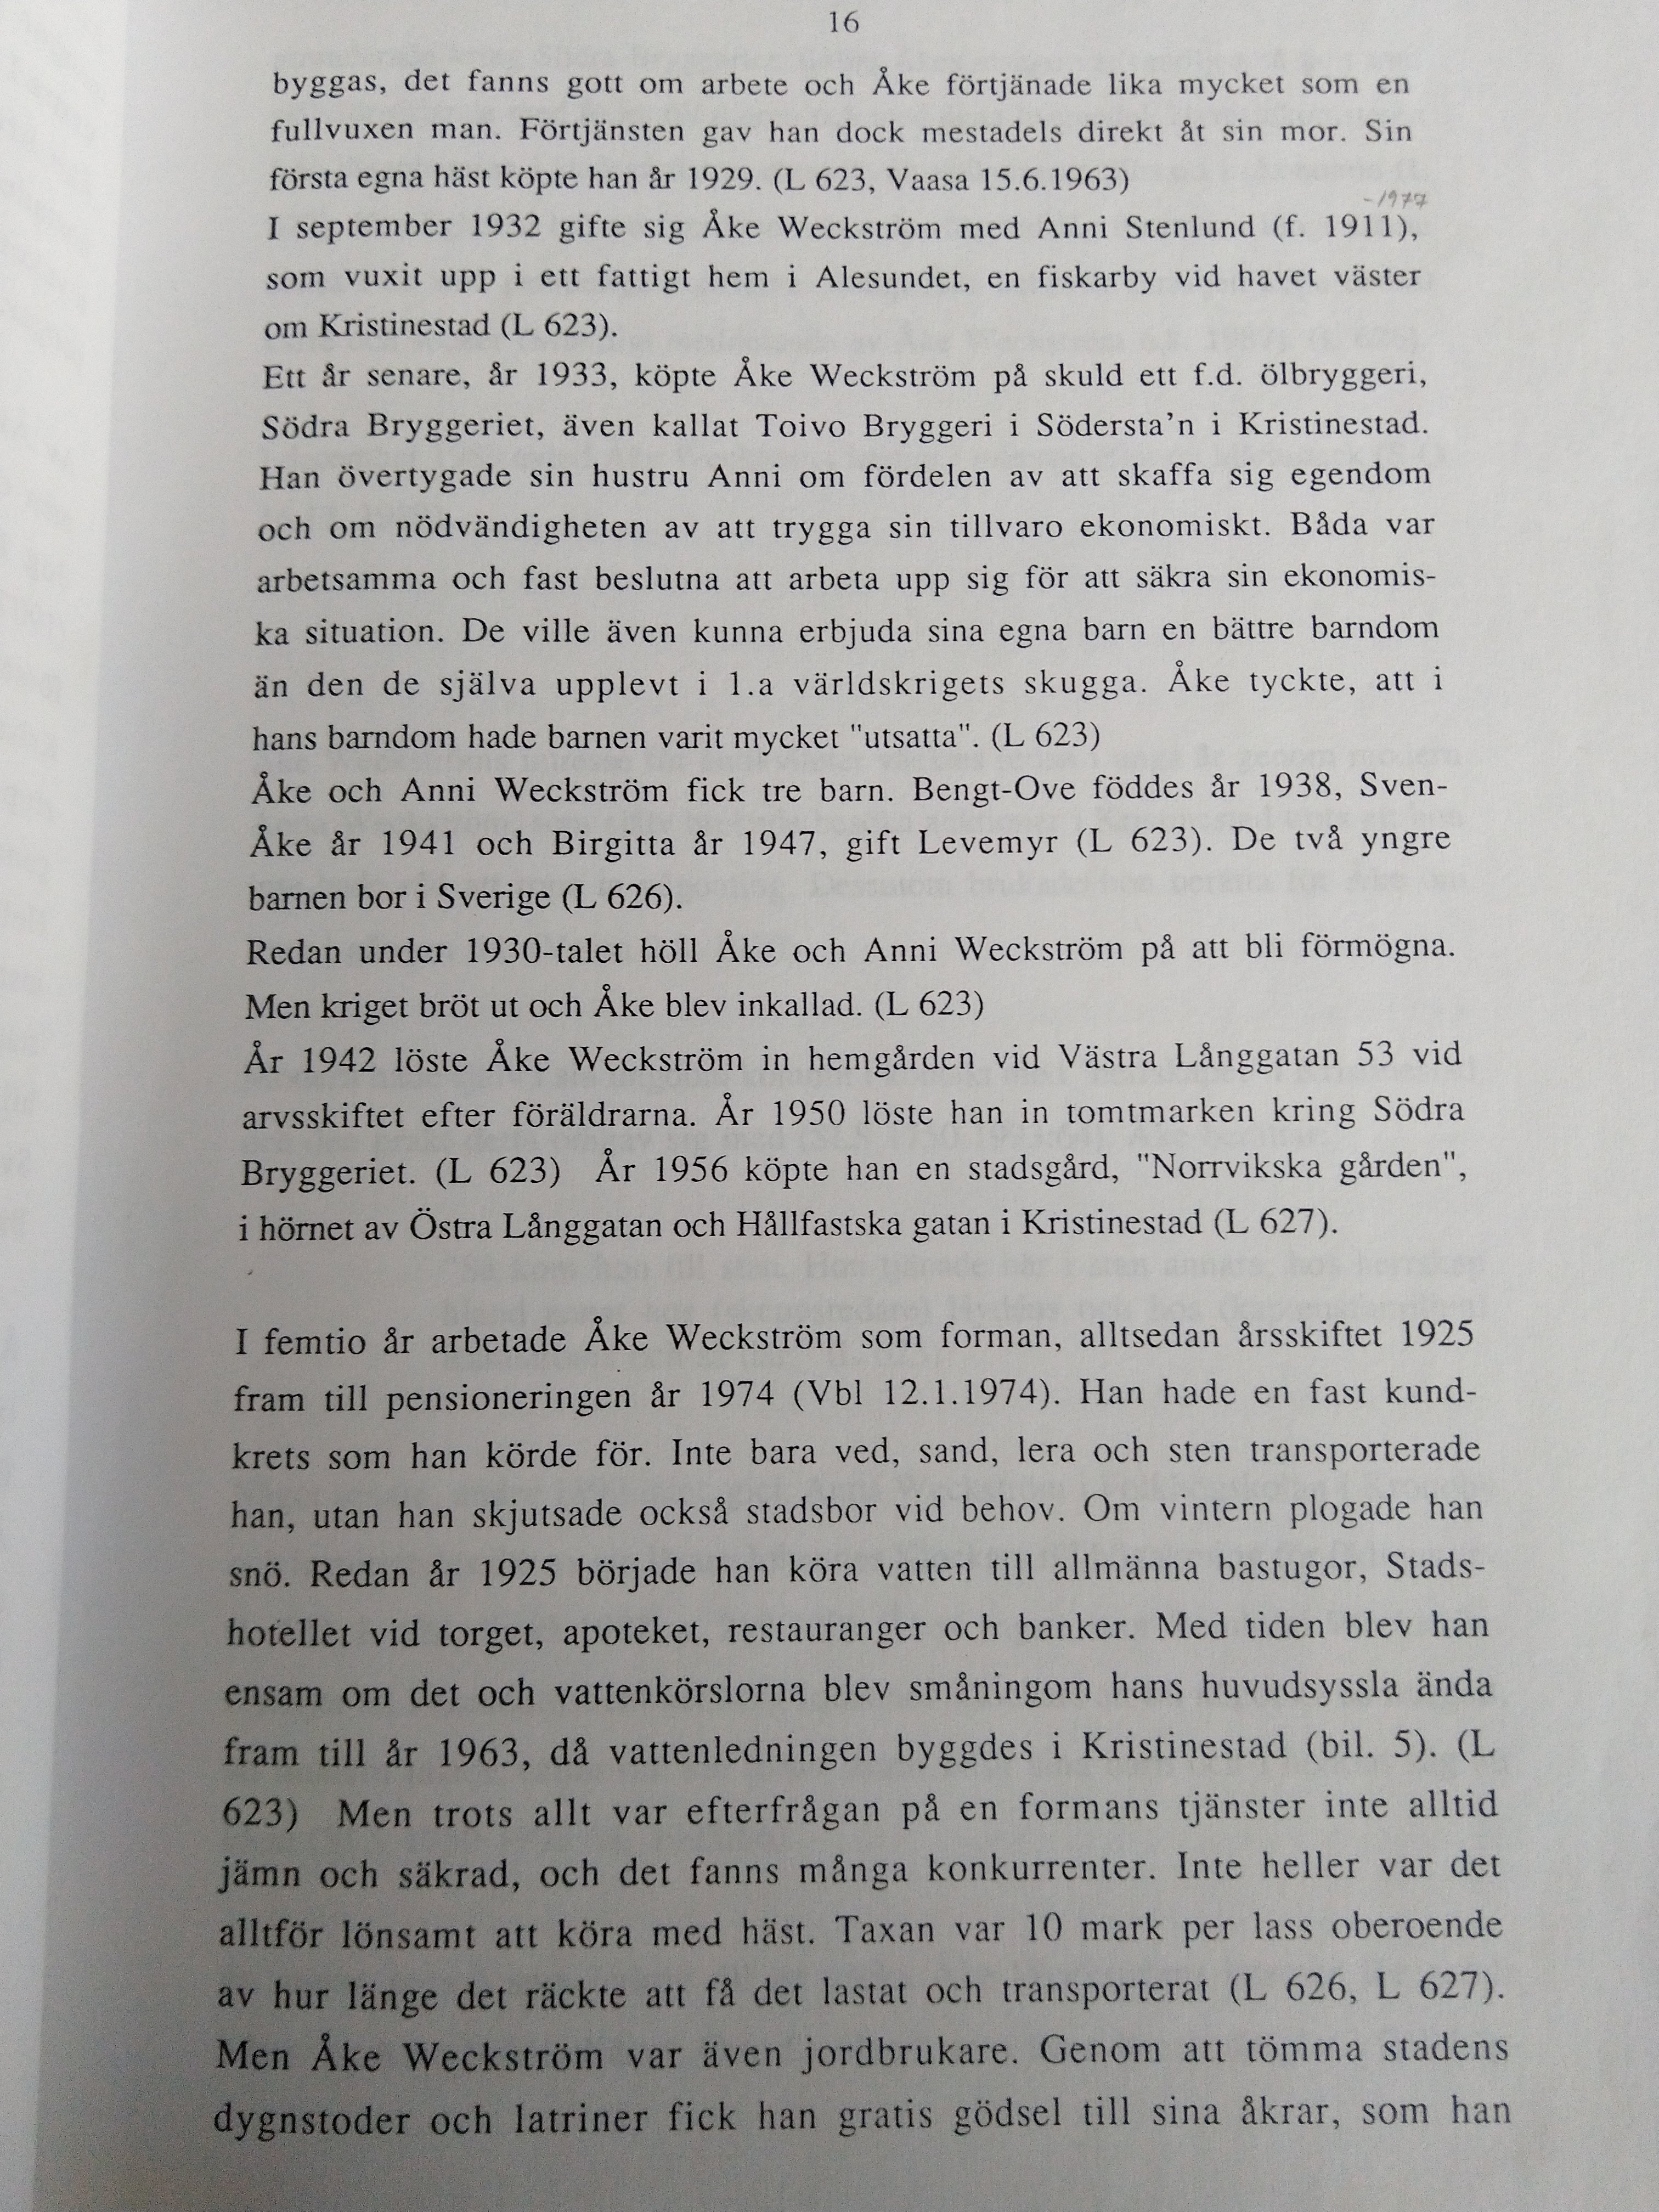 16
byggas, det fanns gott om arbete och Åke förtjänade lika mycket som en
fullvuxen man. Förtjänsten gav han dock mestadels direkt åt sin mor. Sin
första egna häst köpte han år 1929. (L 623, Vaasa 15.6.1963)
-1977
I september 1932 gifte sig Åke Weckström med Anni Stenlund (f. 1911),
som vuxit upp i ett fattigt hem i Alesundet, en fiskarby vid havet väster
om Kristinestad (L 623).
Ett år senare, år 1933, köpte Åke Weckström på skuld ett f.d. ölbryggeri,
Södra Bryggeriet, även kallat Toivo Bryggeri i Södersta'n i Kristinestad.
Han övertygade sin hustru Anni om fördelen av att skaffa sig egendom
och om nödvändigheten av att trygga sin tillvaro ekonomiskt. Båda var
arbetsamma och fast beslutna att arbeta upp sig för att säkra sin ekonomis-
ka situation. De ville även kunna erbjuda sina egna barn en bättre barndom
än den de själva upplevt i 1.a världskrigets skugga. Åke tyckte, att i
hans barndom hade barnen varit mycket "utsatta". (L 623)
Åke och Anni Weckström fick tre barn. Bengt-Ove föddes år 1938, Sven-
Åke år 1941 och Birgitta år 1947, gift Levemyr (L 623). De två yngre
barnen bor i Sverige (L 626).
Redan under 1930-talet höll Åke och Anni Weckström på att bli förmögna.
Men kriget bröt ut och Åke blev inkallad. (L 623)
År 1942 löste Åke Weckström in hemgården vid Västra Långgatan 53 vid
arvsskiftet efter föräldrarna. År 1950 löste han in tomtmarken kring Södra
Bryggeriet. (L 623) År 1956 köpte han en stadsgård, "Norrvikska gården",
i hörnet av Östra Långgatan och Hållfastska gatan i Kristinestad (L 627).
I femtio år arbetade Åke Weckström som forman, alltsedan årsskiftet 1925
fram till pensioneringen år 1974 (Vbl 12.1.1974). Han hade en fast kund-
krets som han körde för. Inte bara ved, sand, lera och sten transporterade
han, utan han skjutsade också stadsbor vid behov. Om vintern plogade han
snö. Redan år 1925 började han köra vatten till allmänna bastugor, Stads-
hotellet vid torget, apoteket, restauranger och banker. Med tiden blev han
ensam om det och vattenkörslorna blev småningom hans huvudsyssla ända
fram till år 1963, då vattenledningen byggdes i Kristinestad (bil. 5). (L
623) Men trots allt var efterfrågan på en formans tjänster inte alltid
jämn och säkrad, och det fanns många konkurrenter. Inte heller var det
alltför lönsamt att köra med häst. Taxan var 10 mark per lass oberoende
av hur länge det räckte att få det lastat och transporterat (L 626, L 627).
Men Åke Weckström var även jordbrukare. Genom att tömma stadens
dygnstoder och latriner fick han gratis gödsel till sina åkrar, som han